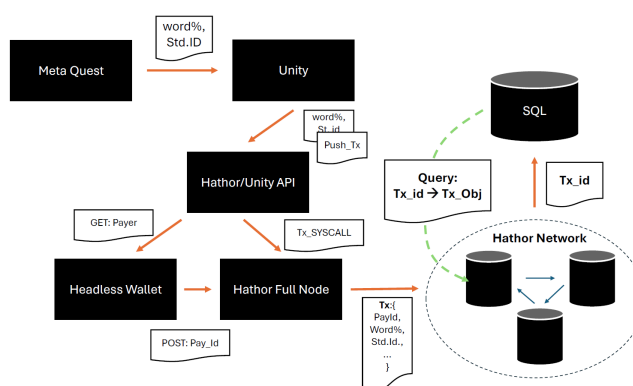 word%,
Std.ID
Meta Quest
Unity
SQL
word%,
St_id
Push_Tx
Query:
Tx_id → Tx_Obj
Tx_id
Hathor/Unity API
GET: Payer
Tx_SYSCALL
Hathor Network
Headless Wallet
Hathor Full Node
POST: Pay_Id
Tx:{
PayId,
Word%,
Std.Id.,
...
}